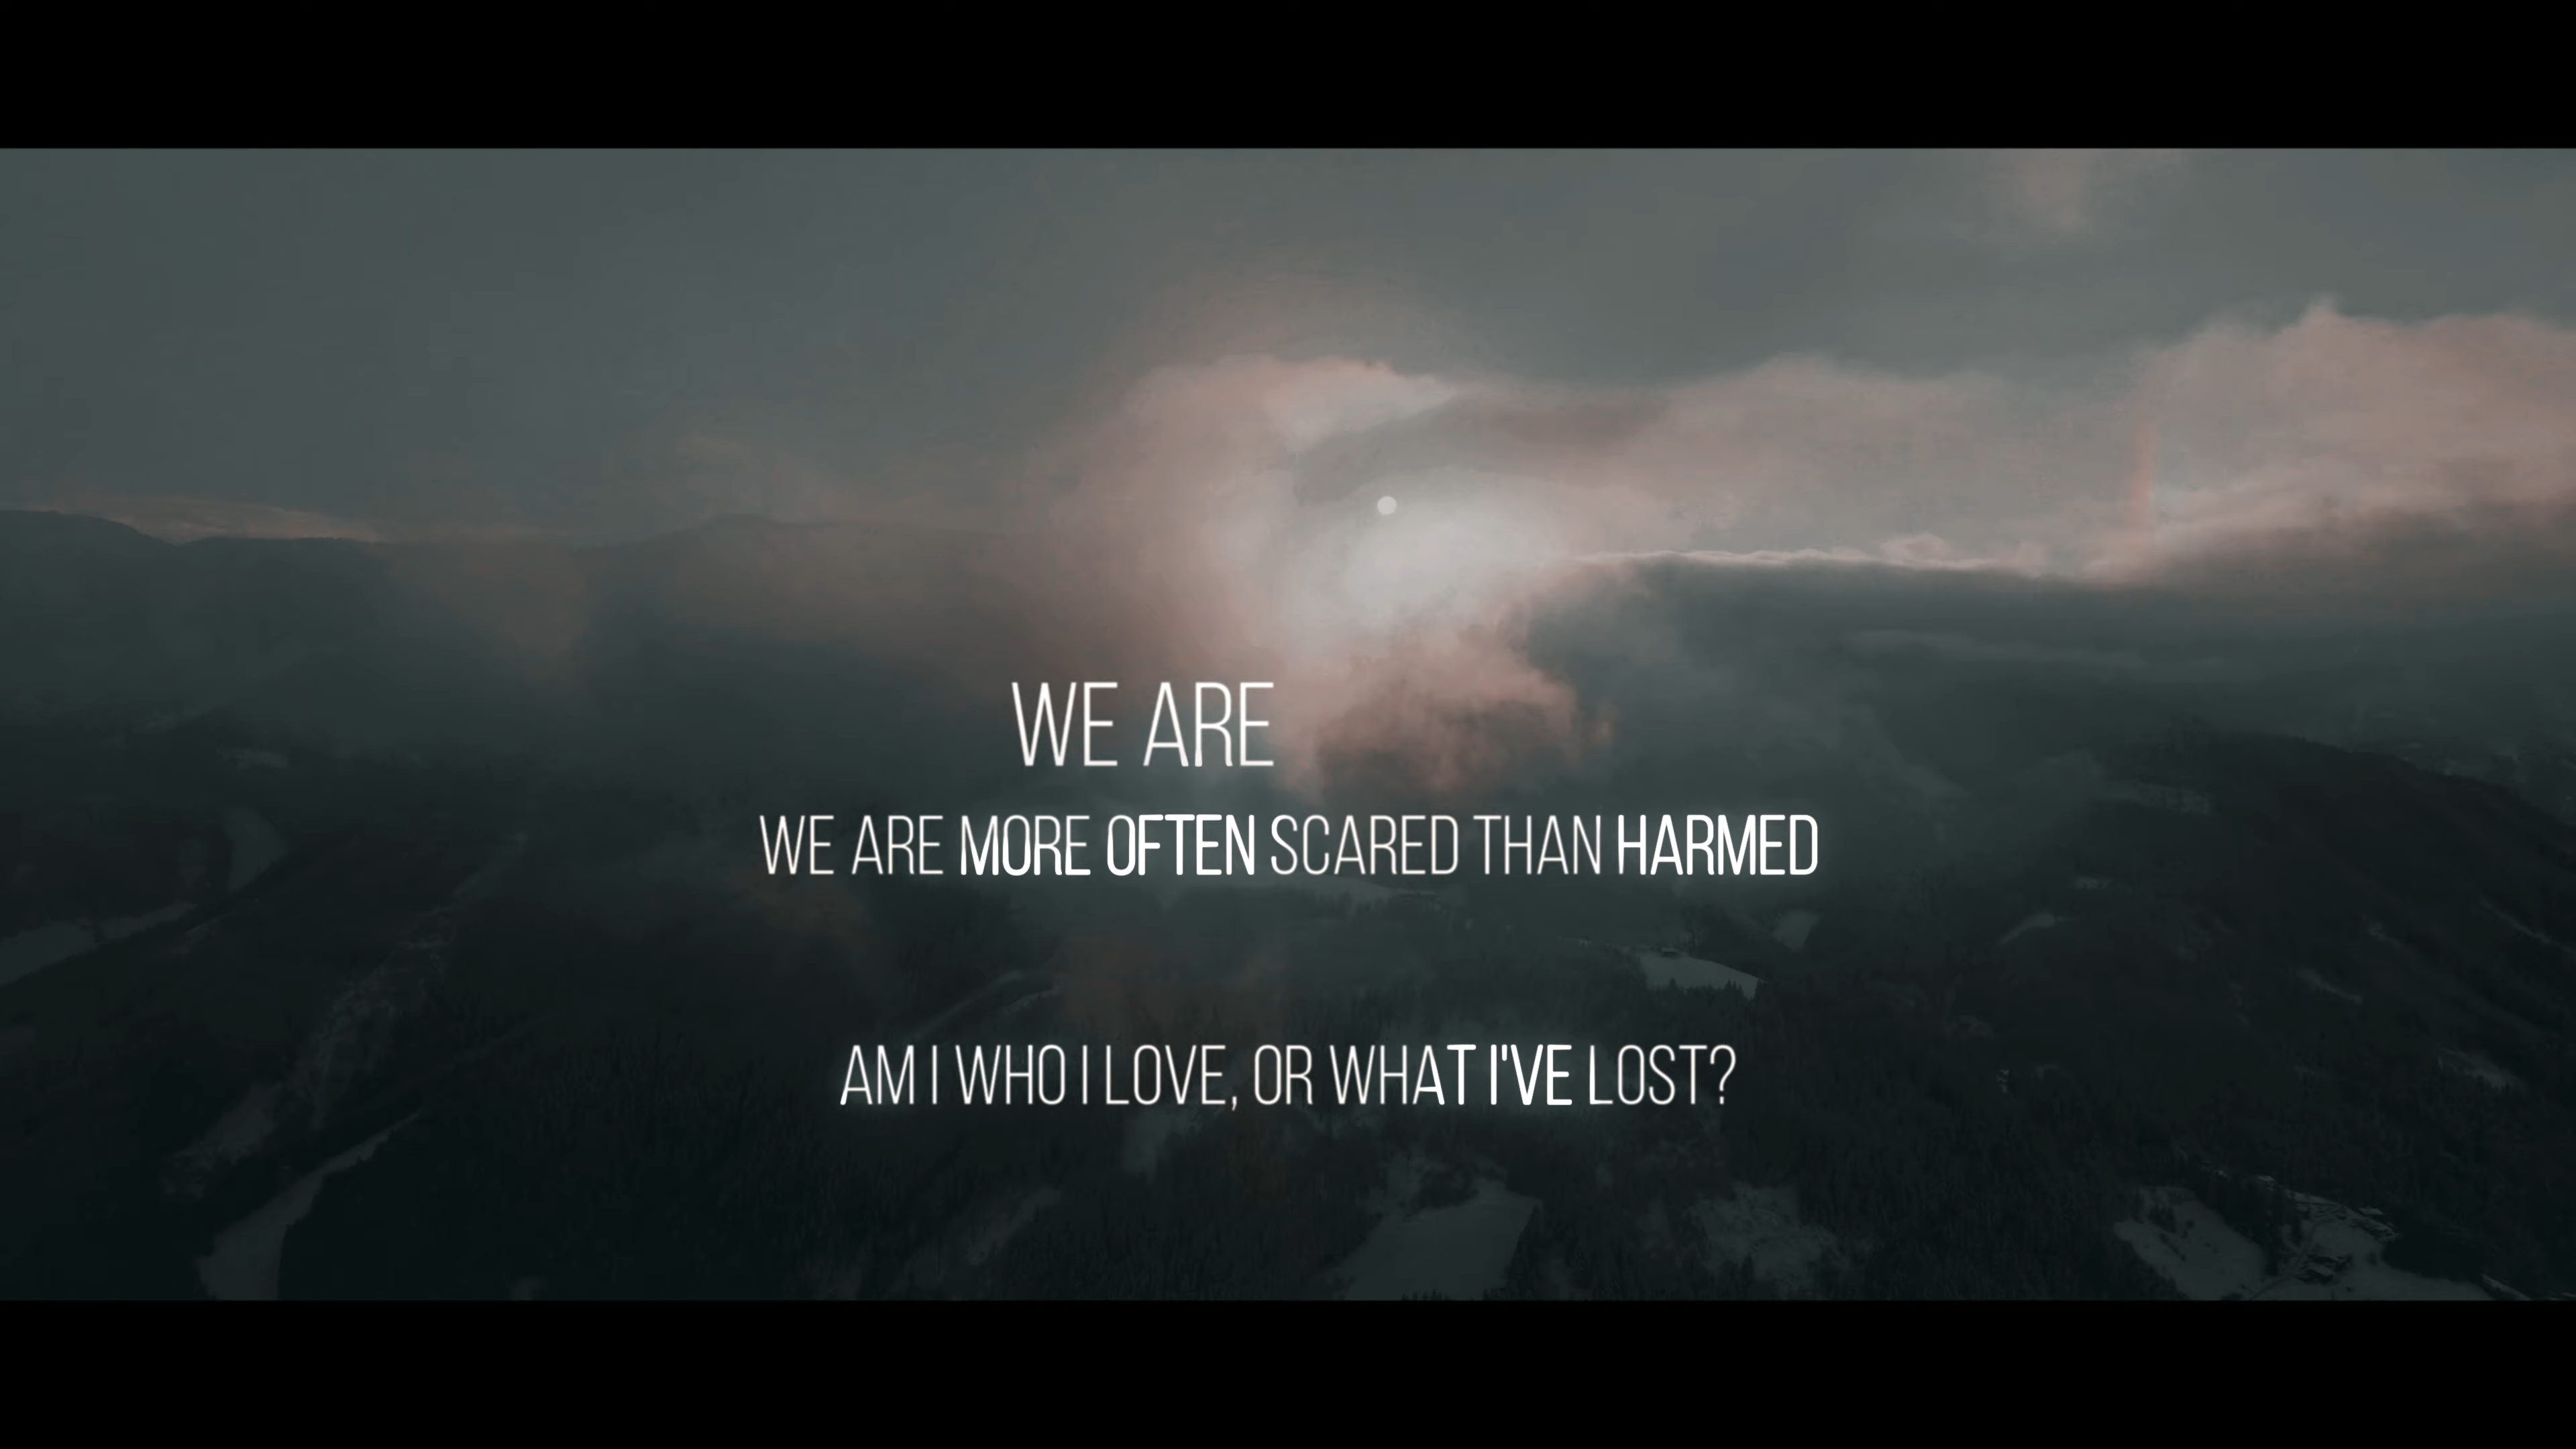 WE ARE
WE ARE MORE OFTEN SCARED THAN HARMED
AM I WHO I LOVE, OR WHAT I'VE LOST?